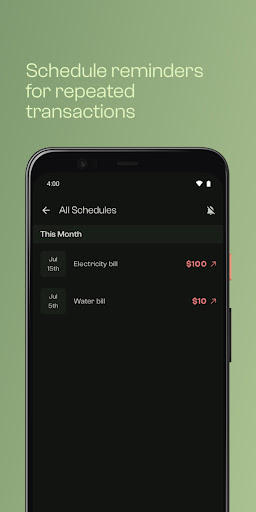 Schedule reminders
for repeated
transactions
4:00
All Schedules
This Month
Jul
15th
Electricity bill
$100
Jul
5th
Water bill
$10